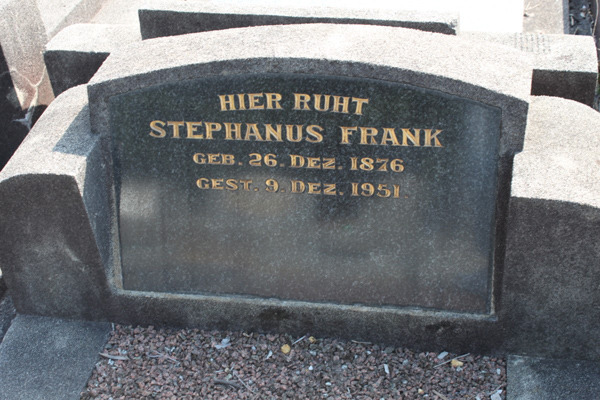 HIER RUHT
STEPHANUS FRANK
GEB. 26. DEZ. 1876
GEST. 9. DEZ. 1951